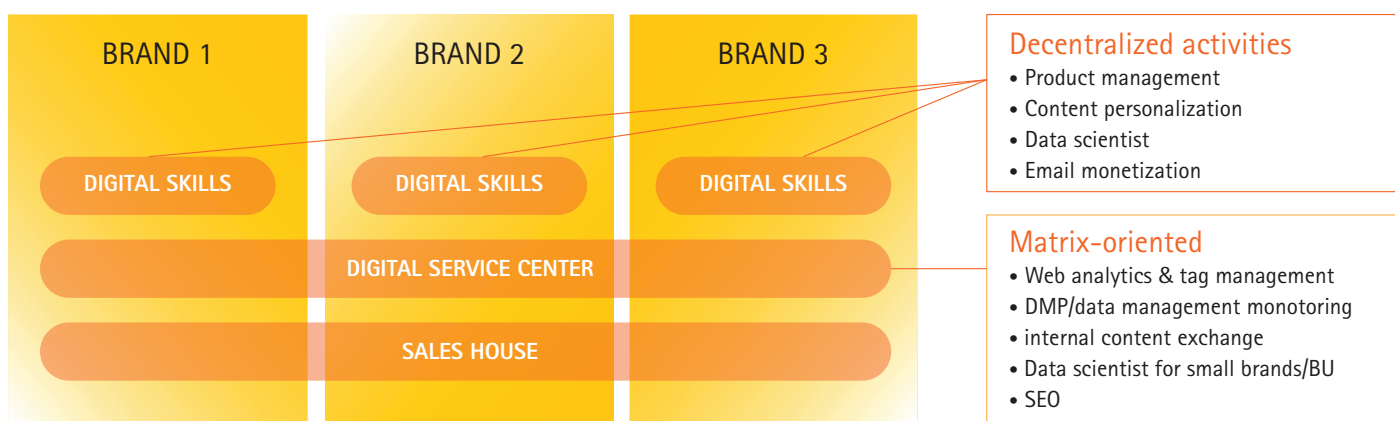 BRAND 1
BRAND 2
BRAND 3
DIGITAL SKILLS
DIGITAL SKILLS
DIGITAL SKILLS
DIGITAL SERVICE CENTER
SALES HOUSE
Decentralized activities
• Product management
• Content personalization
• Data scientist
• Email monetization
Matrix-oriented
• Web analytics & tag management
• DMP/data management monotoring
• internal content exchange
• Data scientist for small brands/BU
• SEO